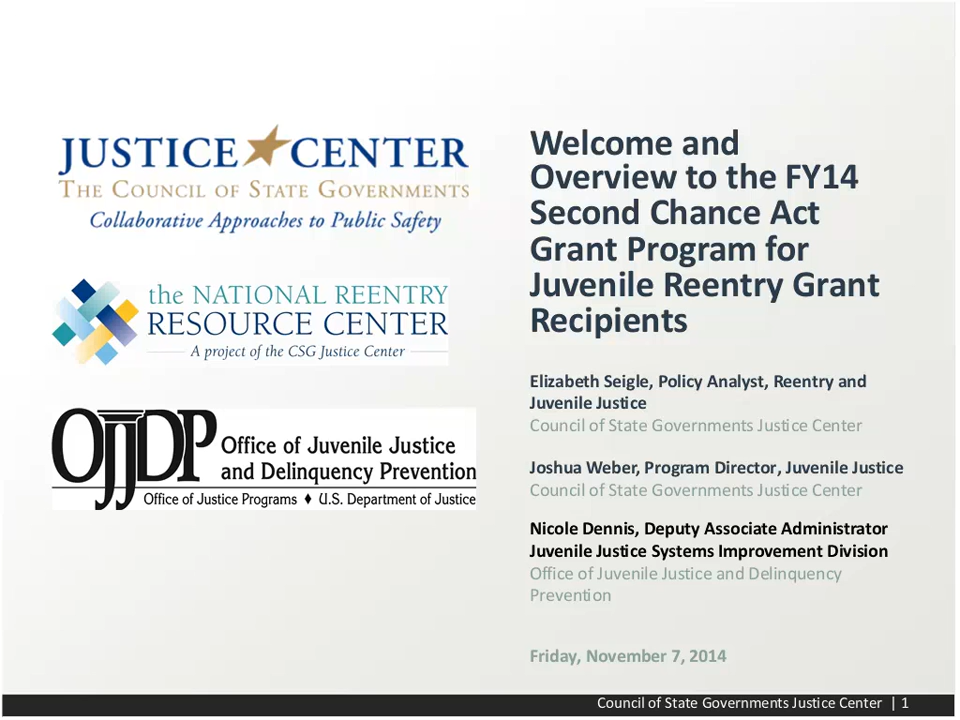 JUSTICE CENTER
THE COUNCIL OF STATE GOVERNMENTS
Collaborative Approaches to Public Safety
the NATIONAL REENTRY
RESOURCE CENTER
A project of the CSG Justice Center
OJJDP
Office of Juvenile Justice
and Delinquency Prevention
Office of Justice Programs ♦ U.S. Department of Justice
Welcome and
Overview to the FY14
Second Chance Act
Grant Program for
Juvenile Reentry Grant
Recipients
Elizabeth Seigle, Policy Analyst, Reentry and
Juvenile Justice
Council of State Governments Justice Center
Joshua Weber, Program Director, Juvenile Justice
Council of State Governments Justice Center
Nicole Dennis, Deputy Associate Administrator
Juvenile Justice Systems Improvement Division
Office of Juvenile Justice and Delinquency
Prevention
Friday, November 7, 2014
Council of State Governments Justice Center | 1